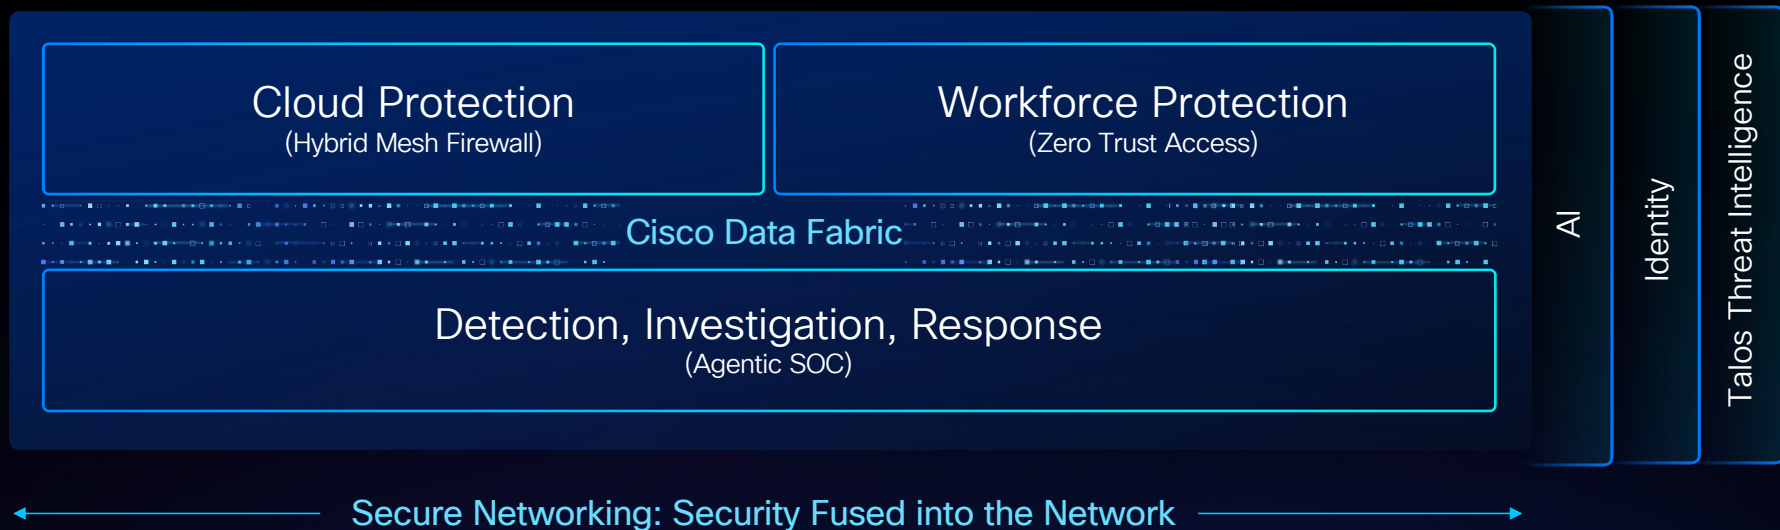 Cloud Protection
(Hybrid Mesh Firewall)
Workforce Protection
(Zero Trust Access)
Cisco Data Fabric
Detection, Investigation, Response
(Agentic SOC)
AI
Identity
Talos Threat Intelligence
Secure Networking: Security Fused into the Network